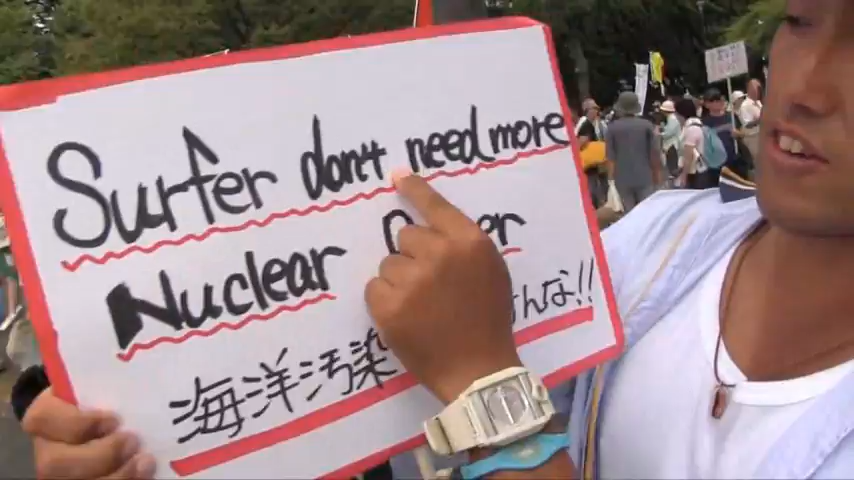 Surfer don't need more
Nuclear
海洋汚染 んな!!